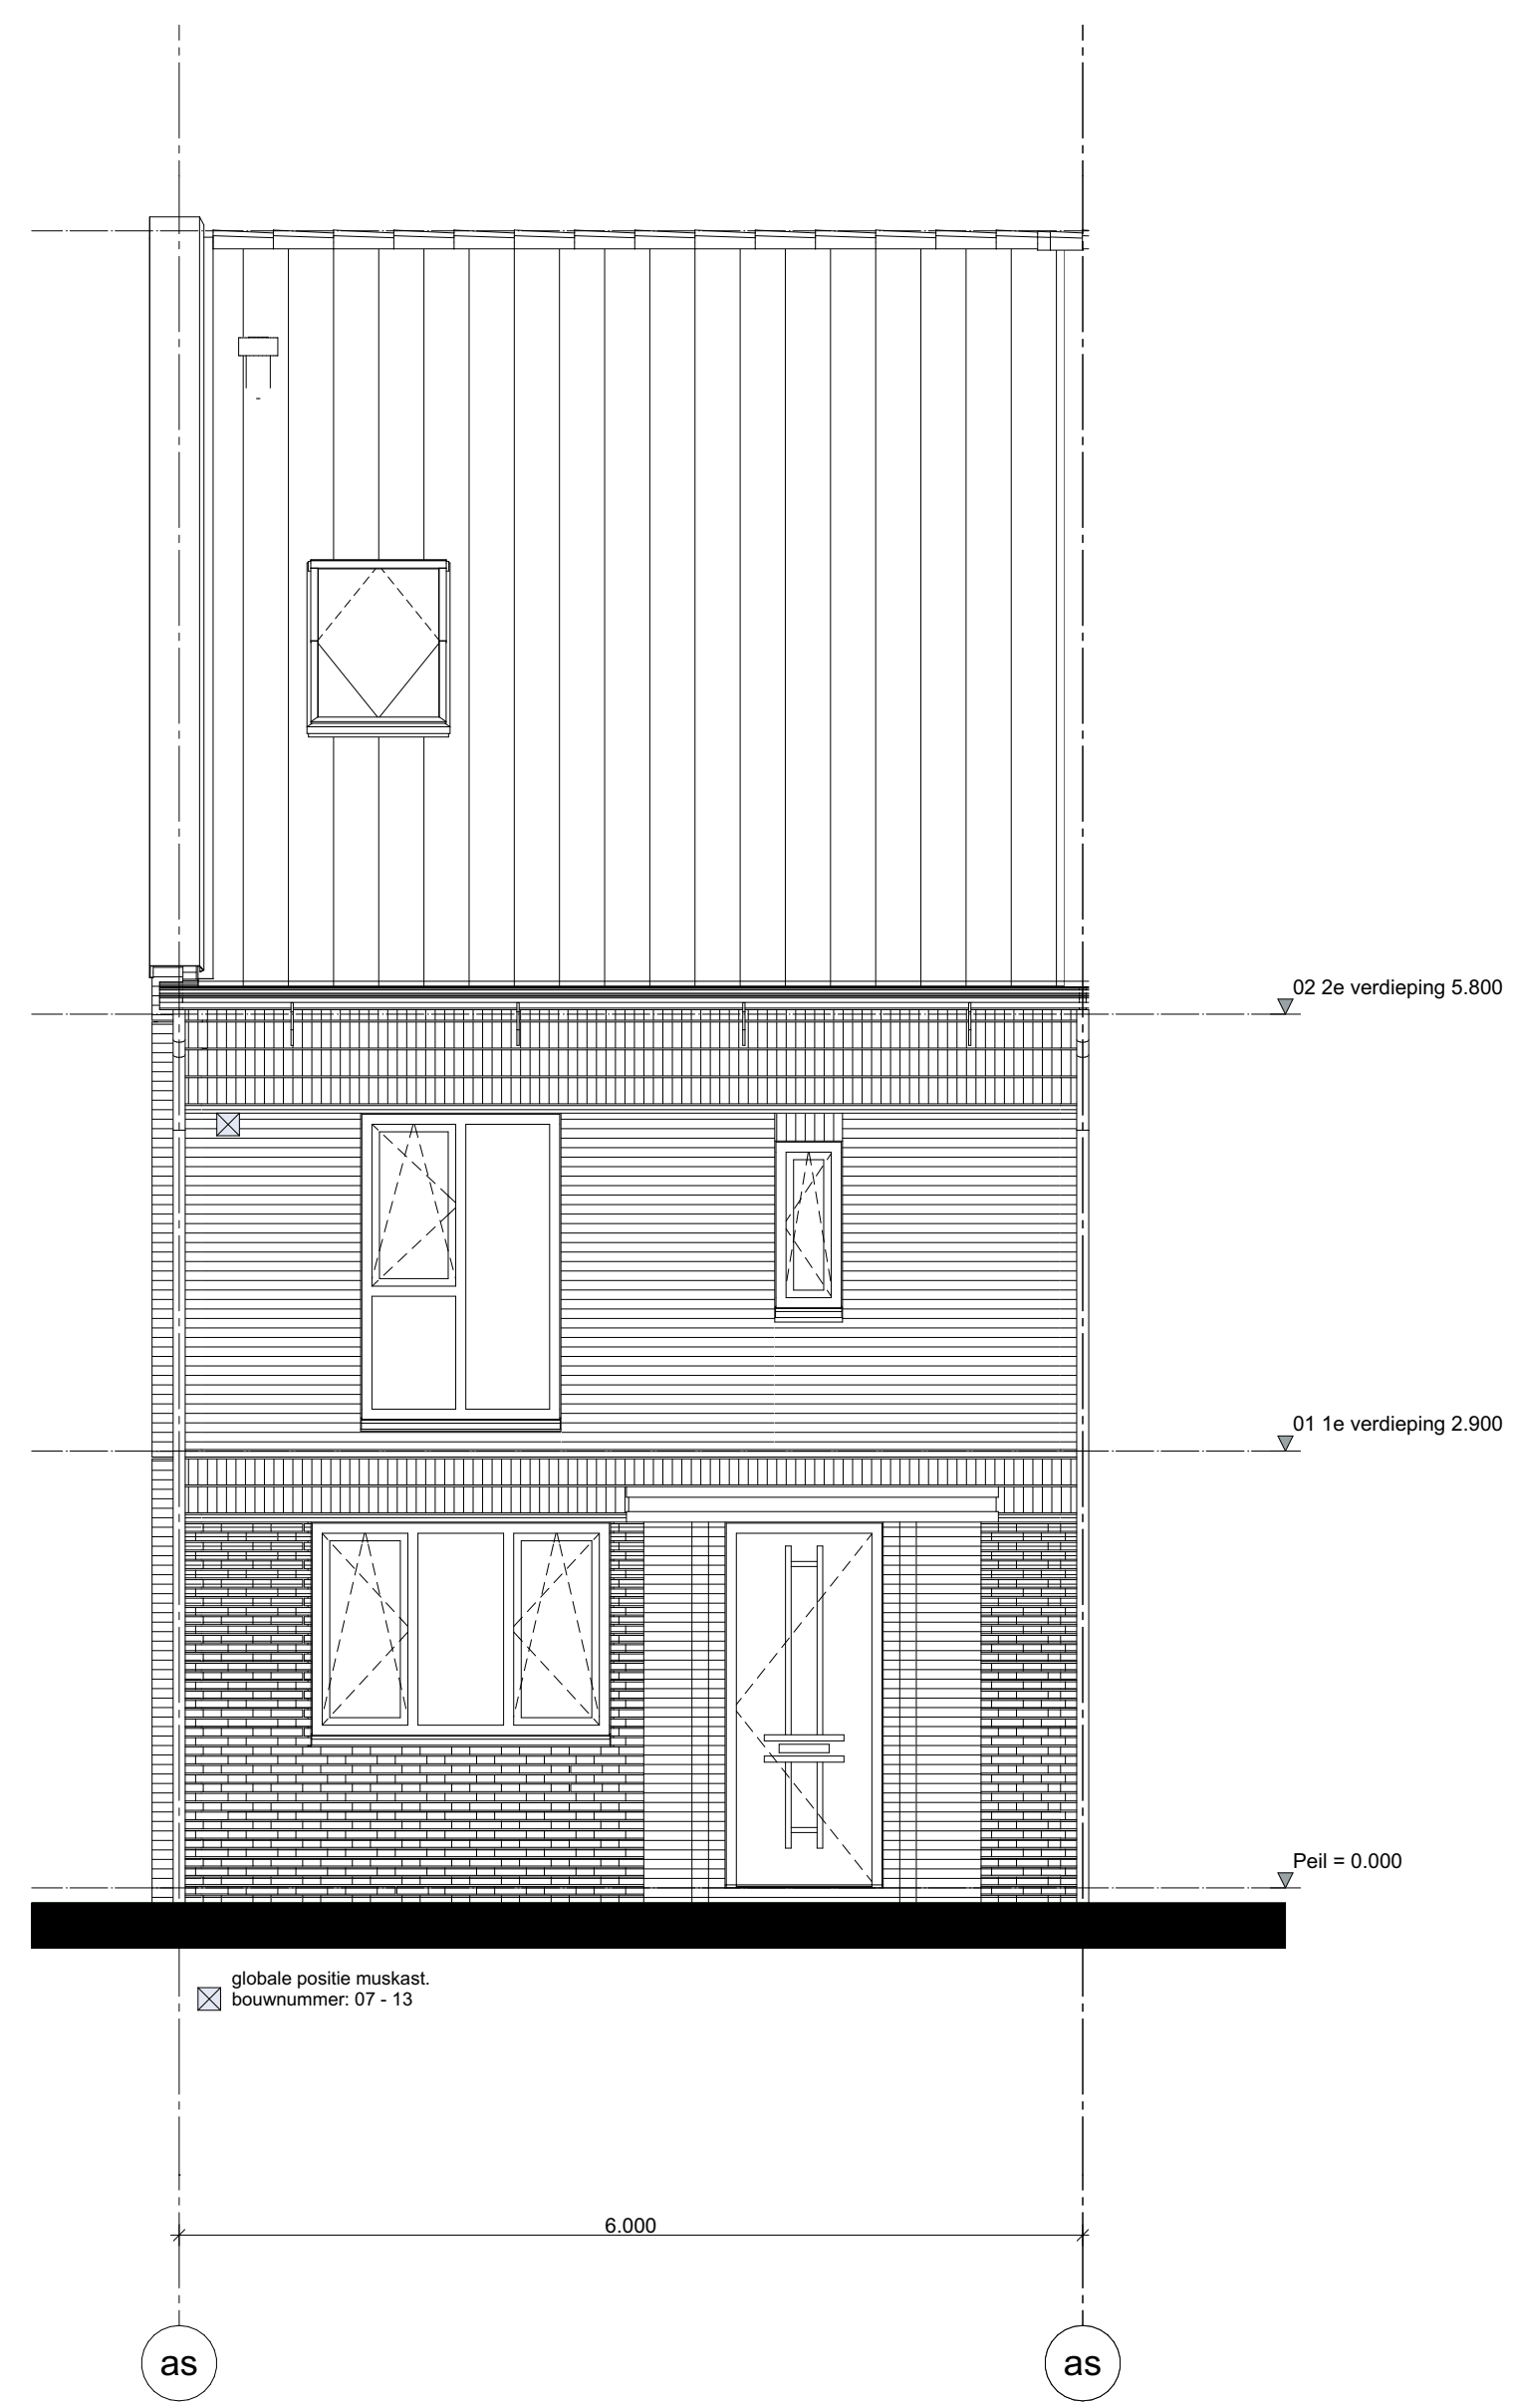 02 2e verdieping 5.800
01 1e verdieping 2.900
Peil = 0.000
globale positie muskast.
bouwnummer: 07 - 13
6.000
as
as